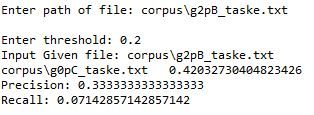 Enter path of file: corpus\g2pB_taske.txt
Enter threshold: 0.2
Input Given file: corpus\g2pB_taske.txt
corpus\g0pC_taske.txt 0.42032730404823426
Precision: 0.3333333333333333
Recall: 0.07142857142857142